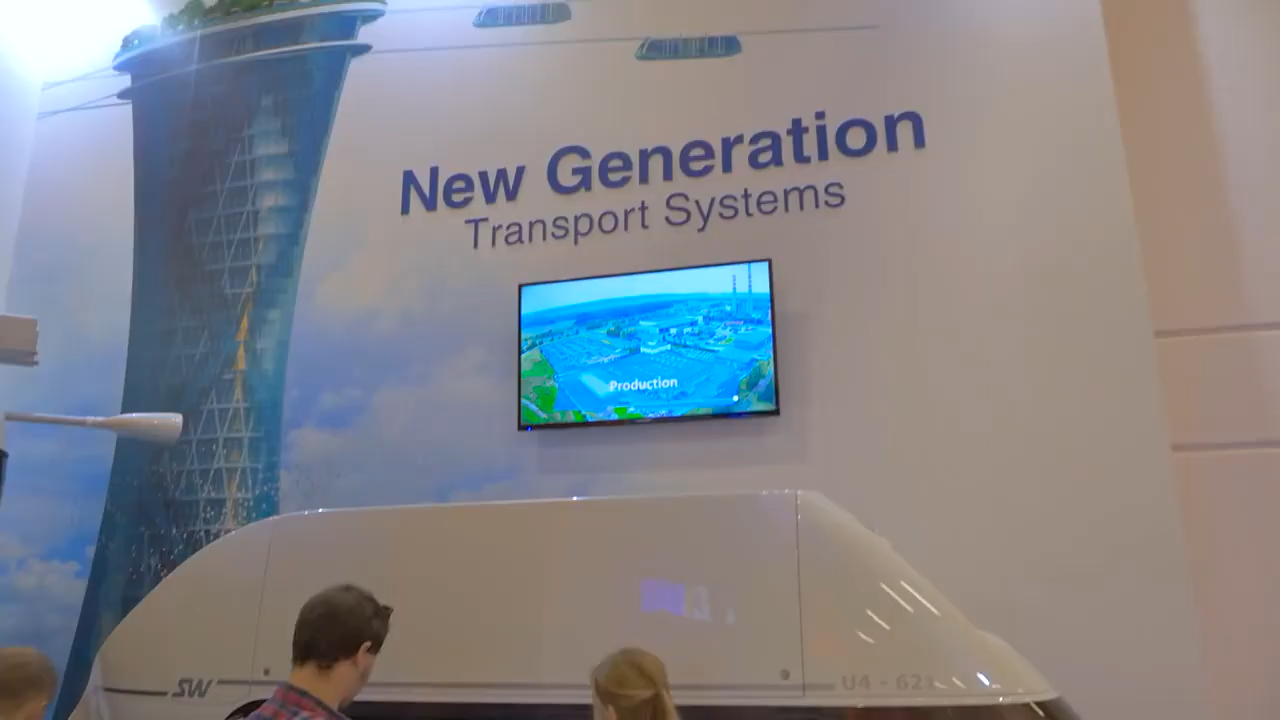 New Generation
Transport Systems
Production
SW
U4 - 621